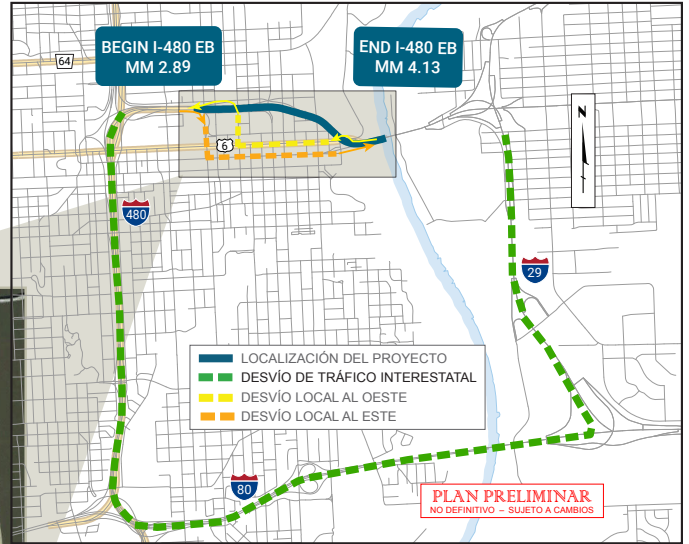 64
BEGIN I-480 EB
MM 2.89
END I-480 EB
MM 4.13
N
6
480
29
LOCALIZACIÓN DEL PROYECTO
DESVÍO DE TRÁFICO INTERESTATAL
DESVÍO LOCAL AL OESTE
DESVÍO LOCAL AL ESTE
80
PLAN PRELIMINAR
NO DEFINITIVO – SUJETO A CAMBIOS